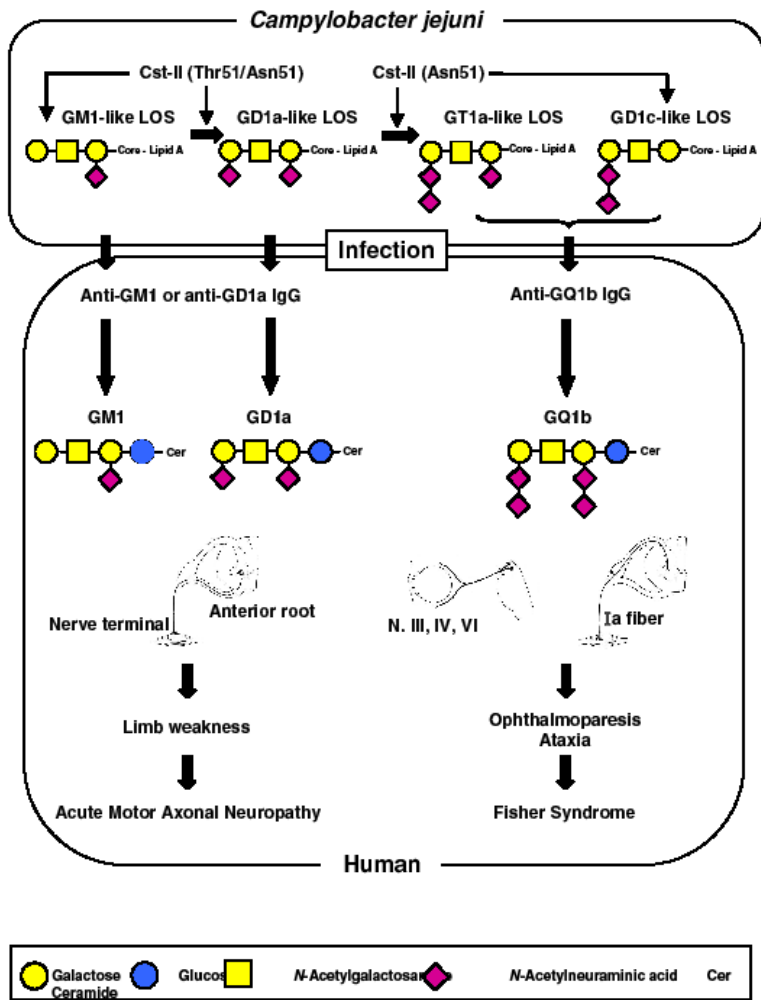 Campylobacter jejuni
Cst-II (Thr51/Asn51) Cst-II (Asn51)
GM1-like LOS GD1a-like LOS GT1a-like LOS GD1c-like LOS
Core - Lipid A Core - Lipid A Core - Lipid A Core - Lipid A
Infection
Anti-GM1 or anti-GD1a IgG Anti-GQ1b IgG
GM1 GD1a GQ1b
Cer Cer Cer
Nerve terminal Anterior root N. III, IV, VI Ia fiber
Limb weakness Ophthalmoparesis
Ataxia
Acute Motor Axonal Neuropathy Fisher Syndrome
Human
Galactose Glucos N-Acetylgalactosa e N-Acetylneuraminic acid Cer
Ceramide